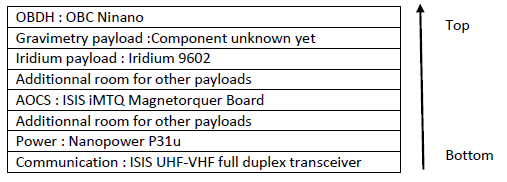 OBDH : OBC Ninano
Gravimetry payload :Component unknown yet
Iridium payload : Iridium 9602
Additionnal room for other payloads
AOCS : ISIS iMTQ Magnetorquer Board
Additionnal room for other payloads
Power : Nanopower P31u
Communication : ISIS UHF-VHF full duplex transceiver
Top
Bottom